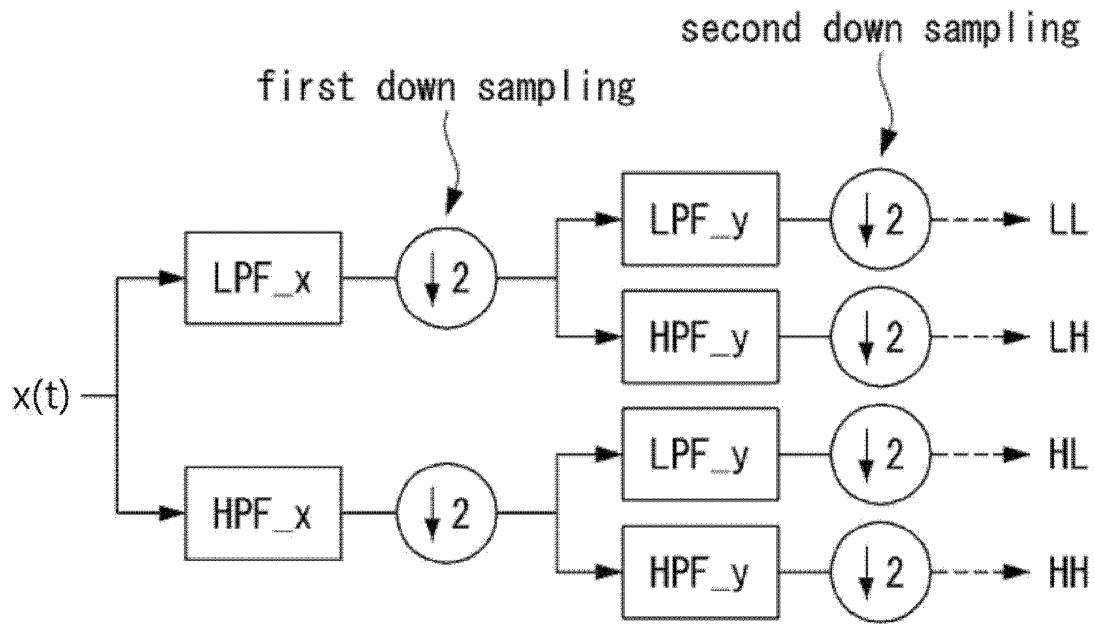 second down sampling
first down sampling
LPF_y
↓2
LL
LPF_x
↓2
HPF_y
↓2
LH
x(t)
LPF_y
↓2
HL
HPF_x
↓2
HPF_y
↓2
HH